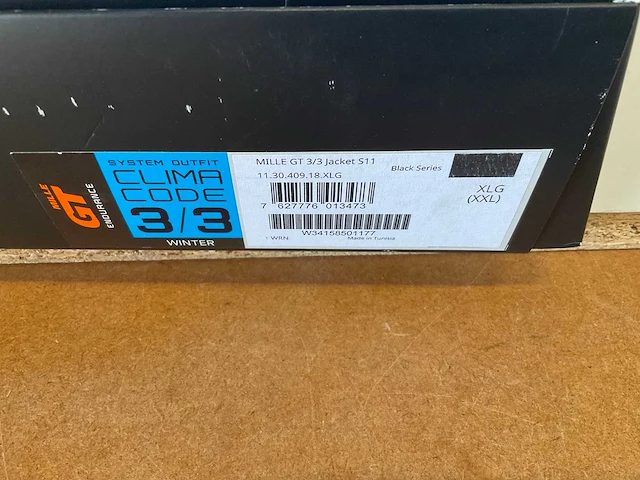 MILLE
GT
ENDURANCE
SYSTEM OUTFIT
CLIMA
CODE
3/3
WINTER
MILLE GT 3/3 Jacket S11
Black Series
11.30.409.18.XLG
XLG
(XXL)
7 627776 013473
W34158501177
WRN
Made in Tunisia